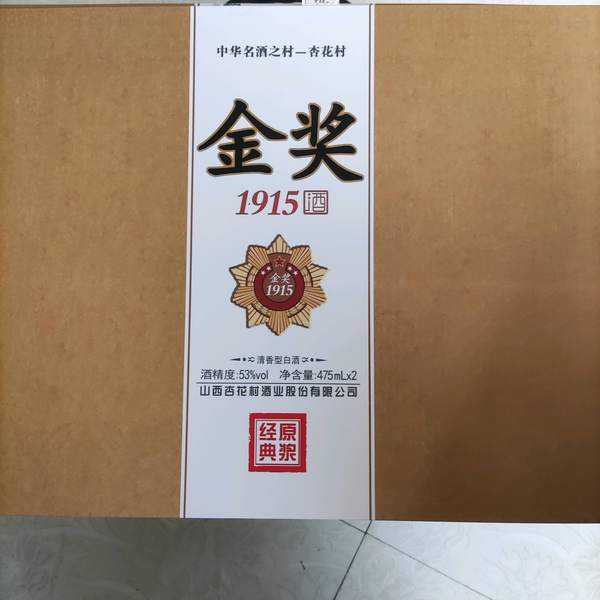 中华名酒之村—杏花村
金奖
1915酒
金奖
1915
清香型白酒
酒精度:53%vol 净含量:475mLx2
山西杏花村酒业股份有限公司
原浆
经典